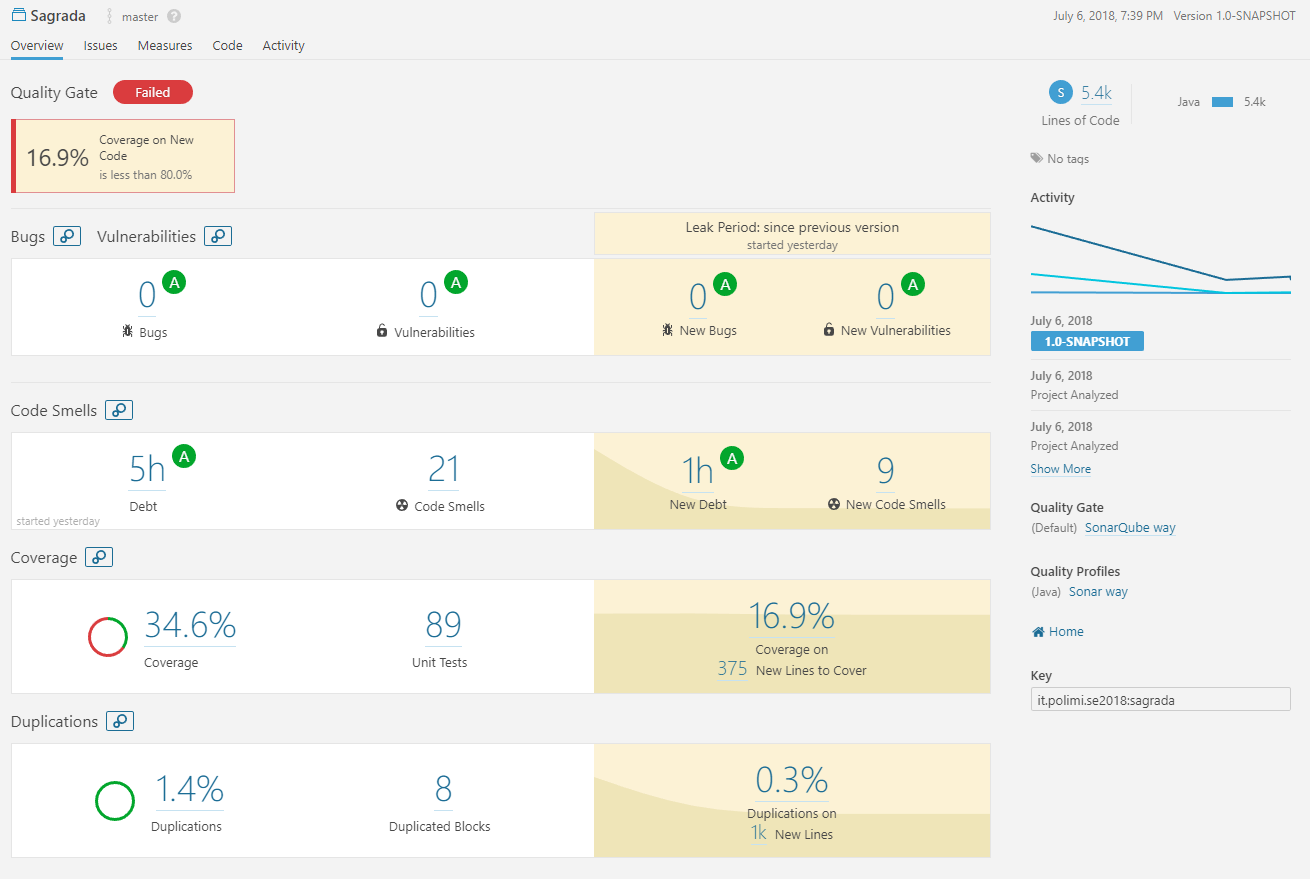 Sagrada master ?
July 6, 2018, 7:39 PM Version 1.0-SNAPSHOT
Overview Issues Measures Code Activity
Quality Gate Failed
16.9%
Coverage on New
Code
is less than 80.0%
Bugs Vulnerabilities
Leak Period: since previous version
started yesterday
0 A
Bugs
0 A
Vulnerabilities
0 A
New Bugs
0 A
New Vulnerabilities
Code Smells
5h A
Debt
started yesterday
21
Code Smells
1h A
New Debt
9
New Code Smells
Coverage
34.6%
Coverage
89
Unit Tests
16.9%
Coverage on
375 New Lines to Cover
Duplications
1.4%
Duplications
8
Duplicated Blocks
0.3%
Duplications on
1k New Lines
S 5.4k
Lines of Code
Java 5.4k
No tags
Activity
July 6, 2018
1.0-SNAPSHOT
July 6, 2018
Project Analyzed
July 6, 2018
Project Analyzed
Show More
Quality Gate
(Default) SonarQube way
Quality Profiles
(Java) Sonar way
Home
Key
it.polimi.se2018:sagrada